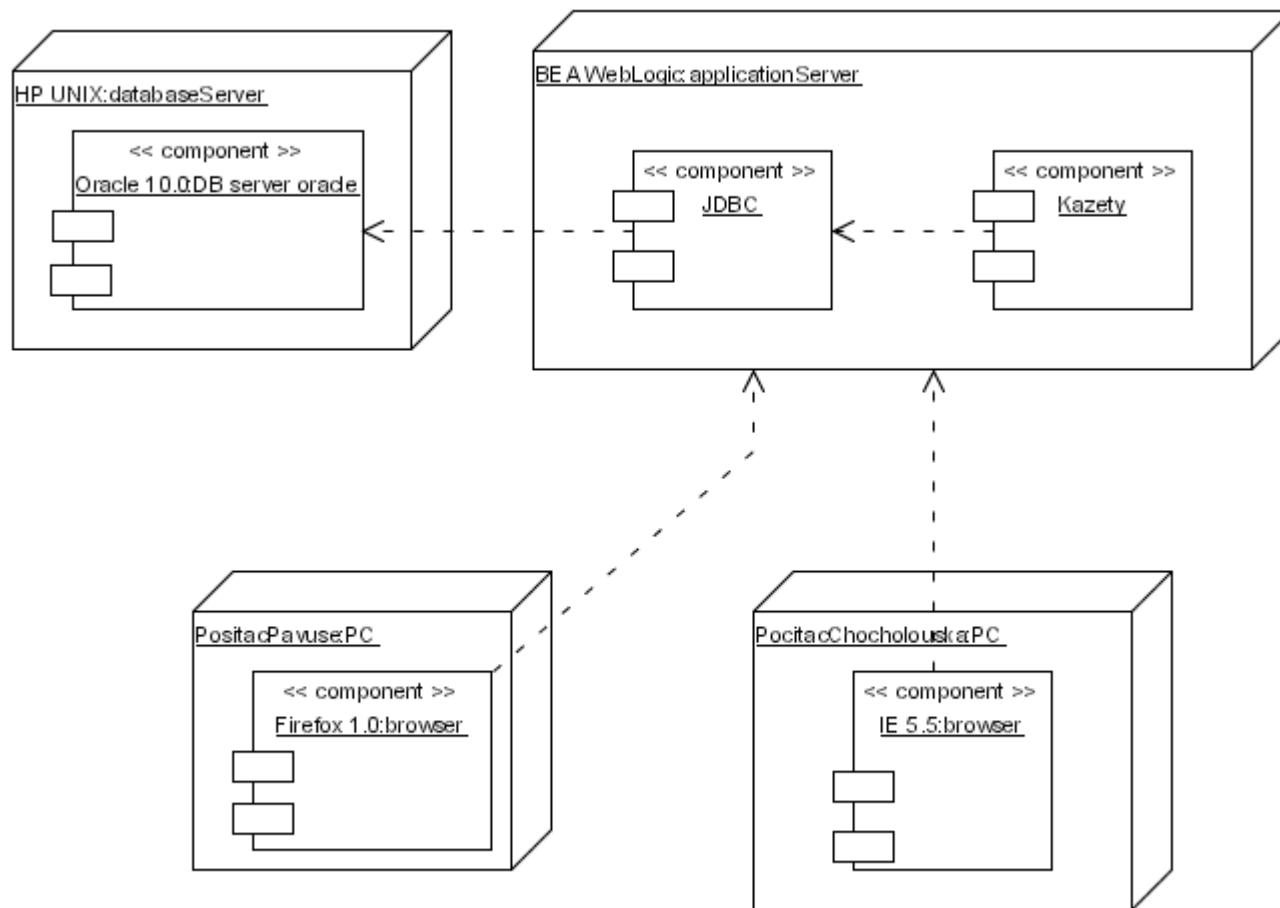 HP UNIX:databaseServer
<< component >>
Oracle 10.0:DB server oracle
BEA WebLogic:applicationServer
<< component >>
JDBC
<< component >>
Kazety
PositacPavuse:PC
<< component >>
Firefox 1.0:browser
PocitacChocholouska:PC
<< component >>
IE 5.5:browser